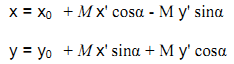 x = x₀ + M x' cosα - M y' sinα
y = y₀ + M x' sinα + M y' cosα